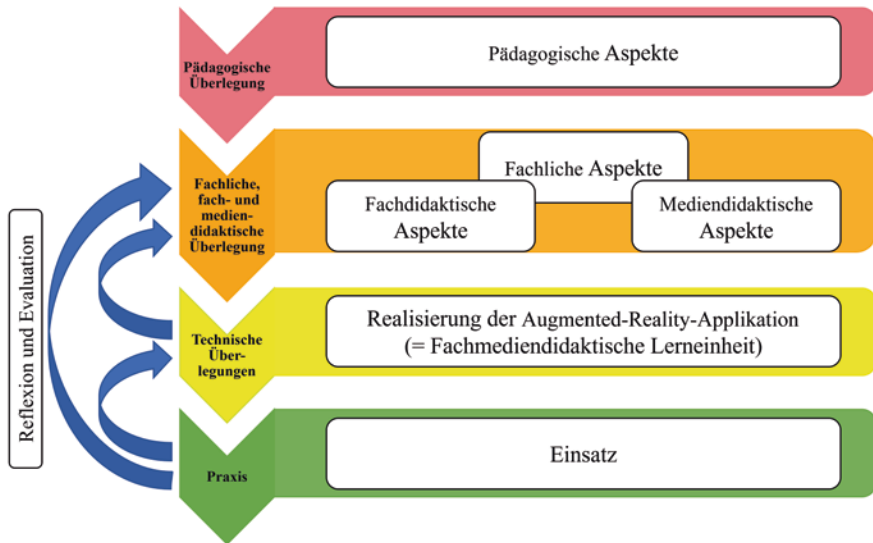 Pädagogische
Überlegung
Pädagogische Aspekte
Fachliche,
fach- und
medien-
didaktische
Überlegung
Fachliche Aspekte
Fachdidaktische
Aspekte
Mediendidaktische
Aspekte
Reflexion und Evaluation
Technische
Über-
legungen
Realisierung der Augmented-Reality-Applikation
(= Fachmediendidaktische Lerneinheit)
Praxis
Einsatz